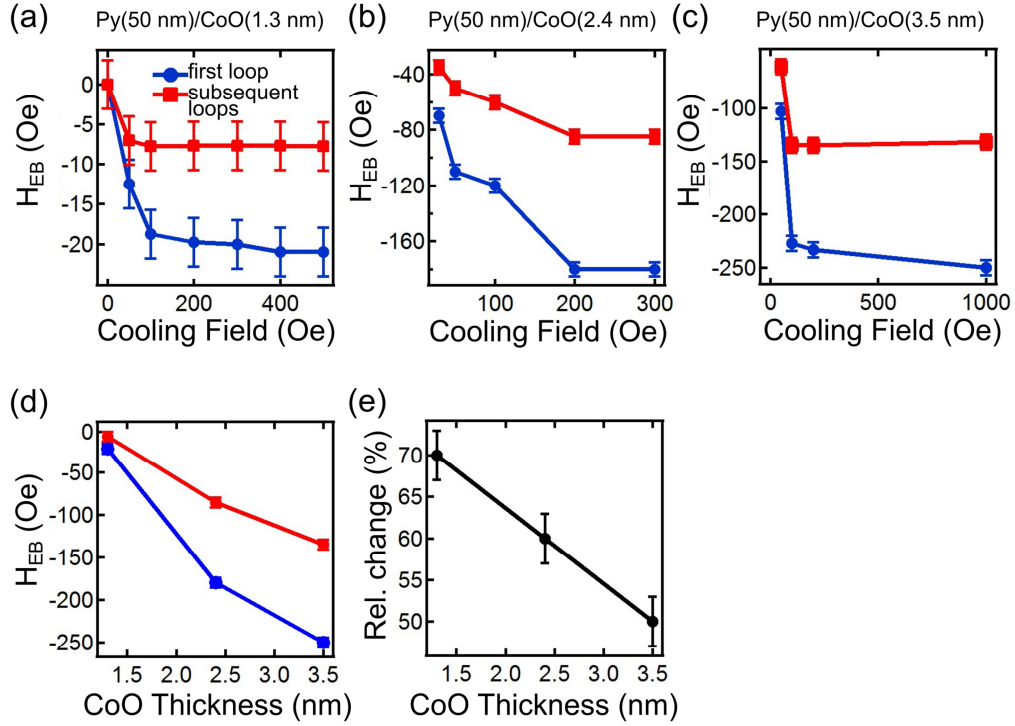 (a)
Py(50 nm)/CoO(1.3 nm)
H_EB (Oe)
0
-5
-10
-15
-20
first loop
subsequent
loops
0
200
400
Cooling Field (Oe)
(b)
Py(50 nm)/CoO(2.4 nm)
H_EB (Oe)
-40
-80
-120
-160
100
200
300
Cooling Field (Oe)
(c)
Py(50 nm)/CoO(3.5 nm)
H_EB (Oe)
-100
-150
-200
-250
0
500
1000
Cooling Field (Oe)
(d)
H_EB (Oe)
0
-50
-100
-150
-200
-250
1.5
2.0
2.5
3.0
3.5
CoO Thickness (nm)
(e)
Rel. change (%)
70
65
60
55
50
1.5
2.0
2.5
3.0
3.5
CoO Thickness (nm)